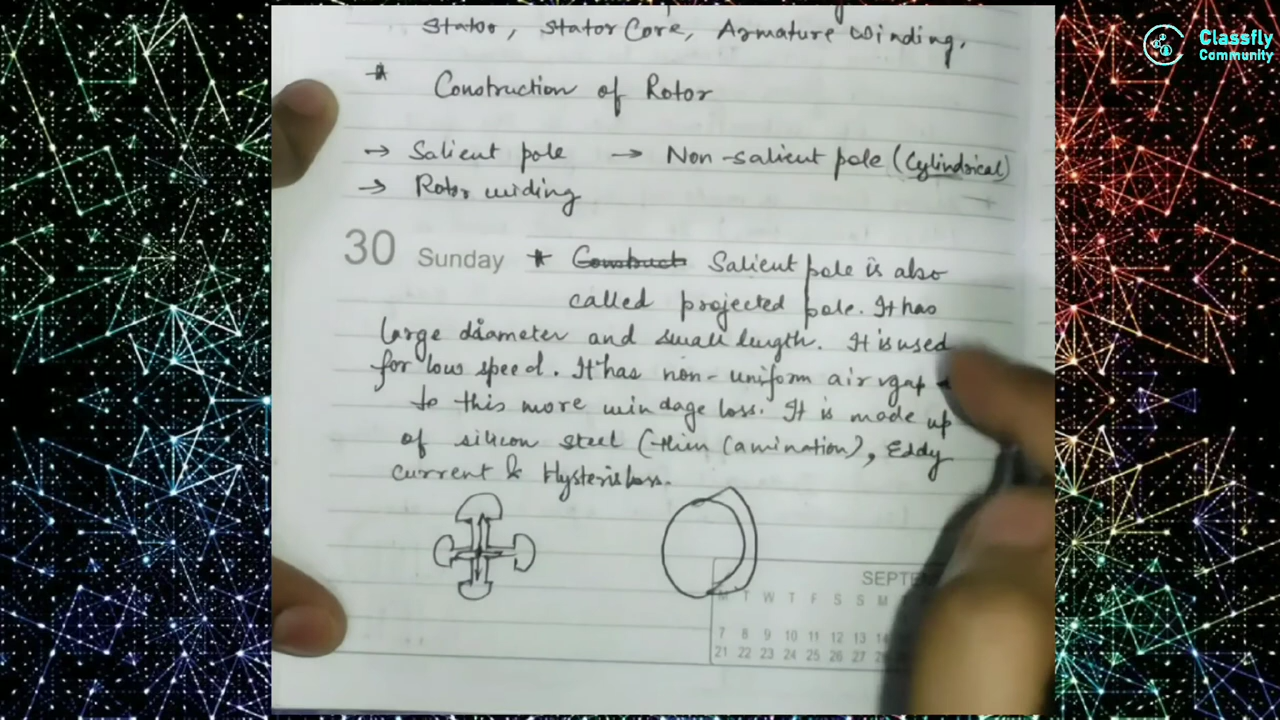 Stator, Stator Core, Armature winding,
Classfly
Community
* Construction of Rotor
→ Salient pole → Non-salient pole (Cylindrical)
→ Rotor widing
30 Sunday * Construct Salient pole is also
called projected pole. It has
large diameter and small length. It is used
for low speed. It has non-uniform air gap
to this more windage loss. It is made up
of silicon steel (thin lamination), Eddy
current & Hysteris loss.
M T W T F S S M
7 8 9 10 11 12 13 14
21 22 23 24 25 26 27